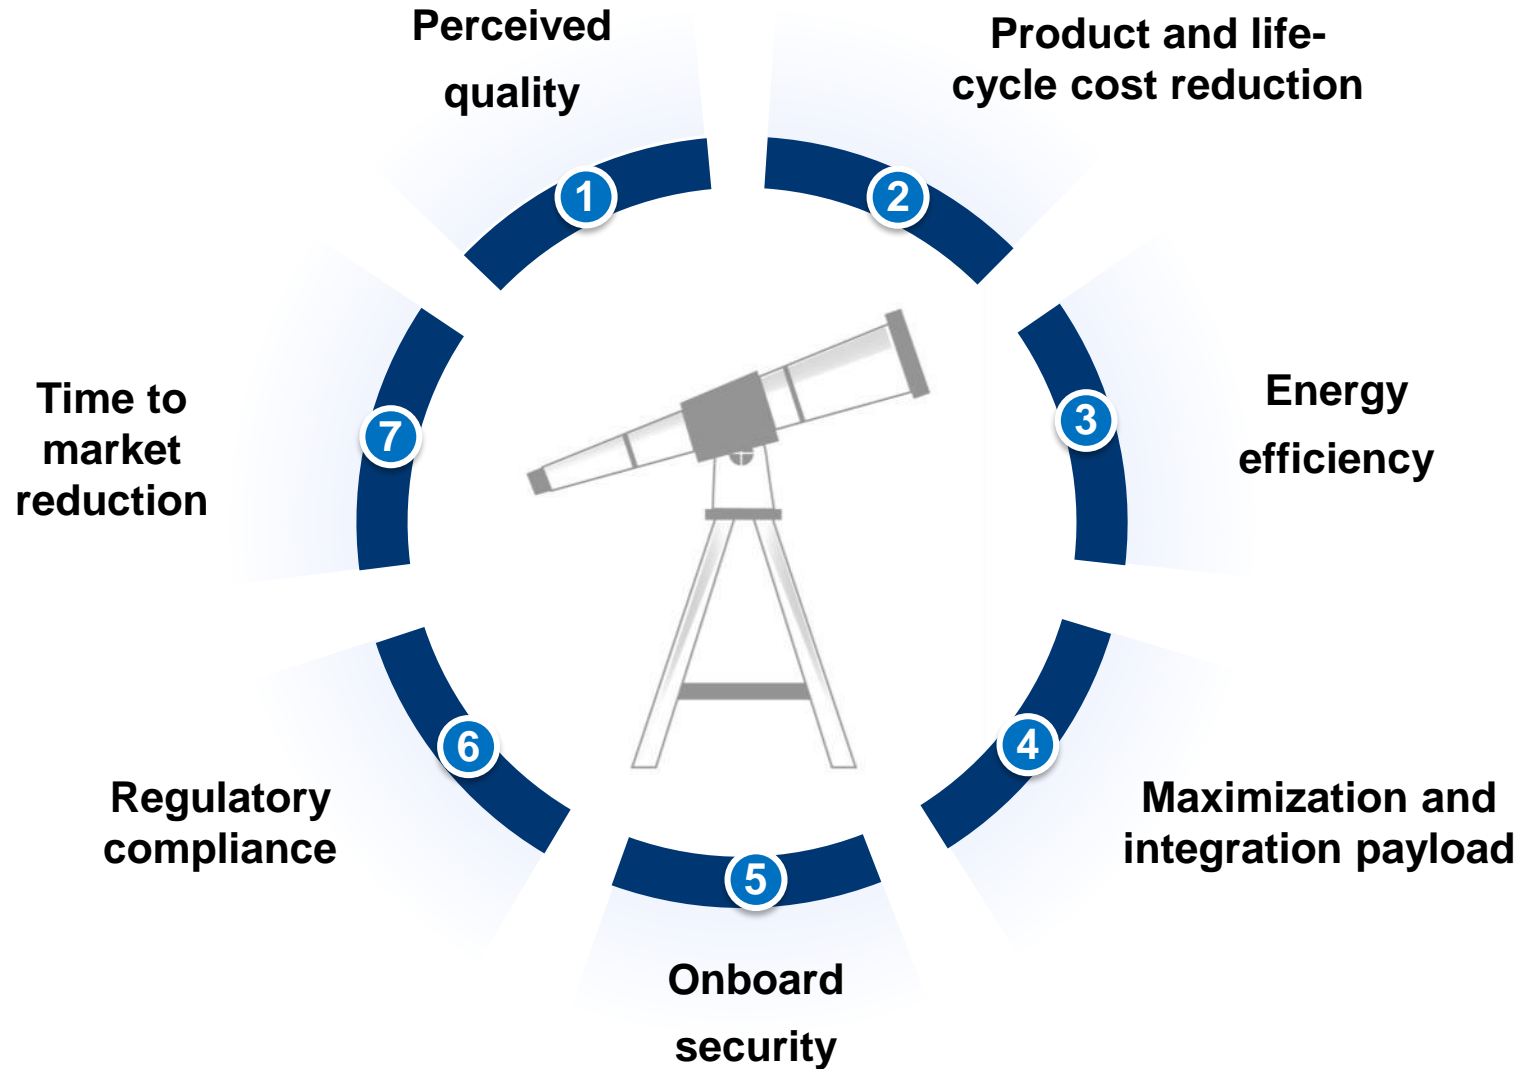 Perceived
quality
1
Product and life-
cycle cost reduction
2
Energy
efficiency
3
Maximization and
integration payload
4
Onboard
security
5
Regulatory
compliance
6
Time to
market
reduction
7